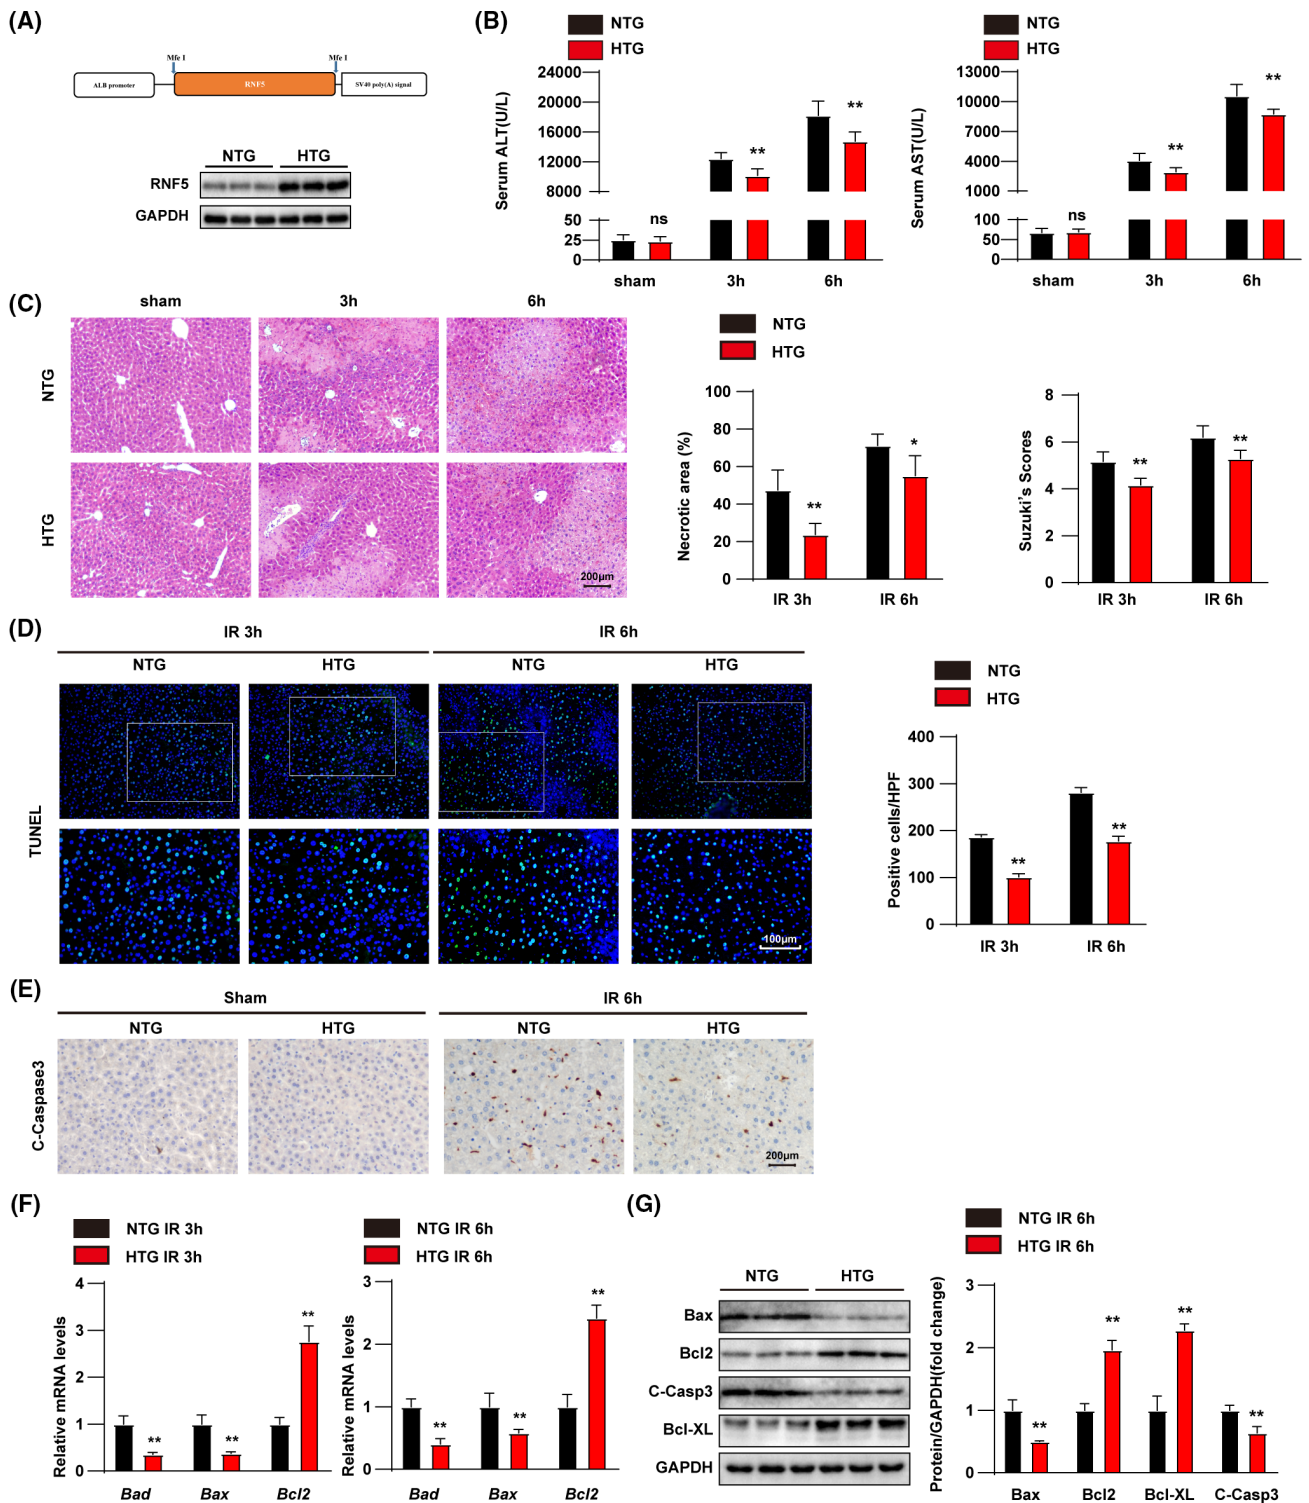 (A)
Mfe I
Mfe I
ALB promoter
RNF5
SV40 poly(A) signal
NTG
HTG
RNF5
GAPDH
(B)
NTG
HTG
Serum ALT(U/L)
24000
20000
16000
12000
8000
50
25
0
ns
**
**
sham
3h
6h
Serum AST(U/L)
13000
10000
7000
4000
1000
100
50
0
ns
**
**
sham
3h
6h
(C)
sham
3h
6h
NTG
HTG
200μm
NTG
HTG
Necrotic area (%)
100
80
60
40
20
0
**
*
IR 3h
IR 6h
Suzuki's Scores
8
6
4
2
0
**
**
IR 3h
IR 6h
(D)
IR 3h
IR 6h
NTG
HTG
NTG
HTG
TUNEL
100μm
NTG
HTG
Positive cells/HPF
400
300
200
100
0
**
**
IR 3h
IR 6h
(E)
Sham
IR 6h
NTG
HTG
NTG
HTG
C-Caspase3
200μm
(F)
NTG IR 3h
HTG IR 3h
Relative mRNA levels
4
3
2
1
0
**
**
**
Bad
Bax
Bcl2
NTG IR 6h
HTG IR 6h
Relative mRNA levels
3
2
1
0
**
**
**
Bad
Bax
Bcl2
(G)
NTG
HTG
Bax
Bcl2
C-Casp3
Bcl-XL
GAPDH
NTG IR 6h
HTG IR 6h
Protein/GAPDH(fold change)
3
2
1
0
**
**
**
**
Bax
Bcl2
Bcl-XL
C-Casp3